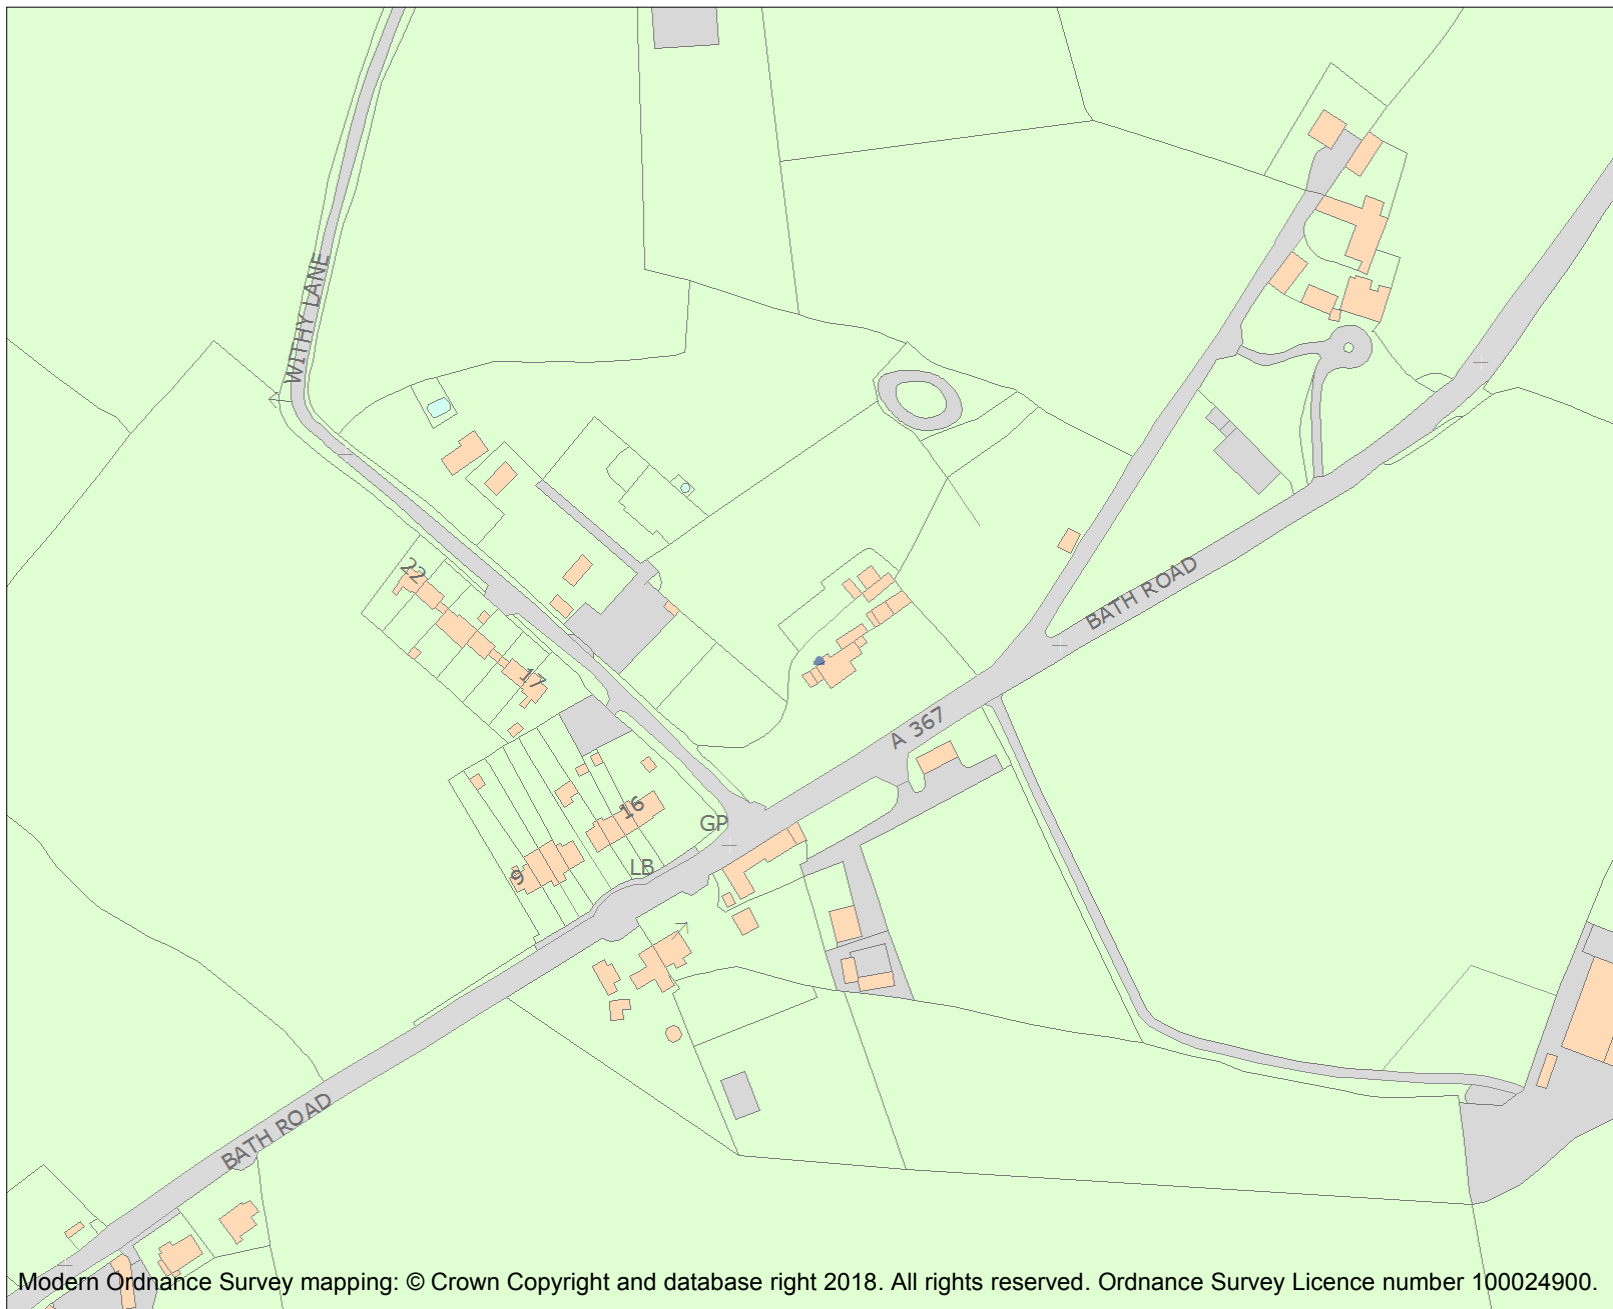 WITHY LANE
22
17
BATH ROAD
A 367
16
GP
LB
9
BATH ROAD
Modern Ordnance Survey mapping: © Crown Copyright and database right 2018. All rights reserved. Ordnance Survey Licence number 100024900.